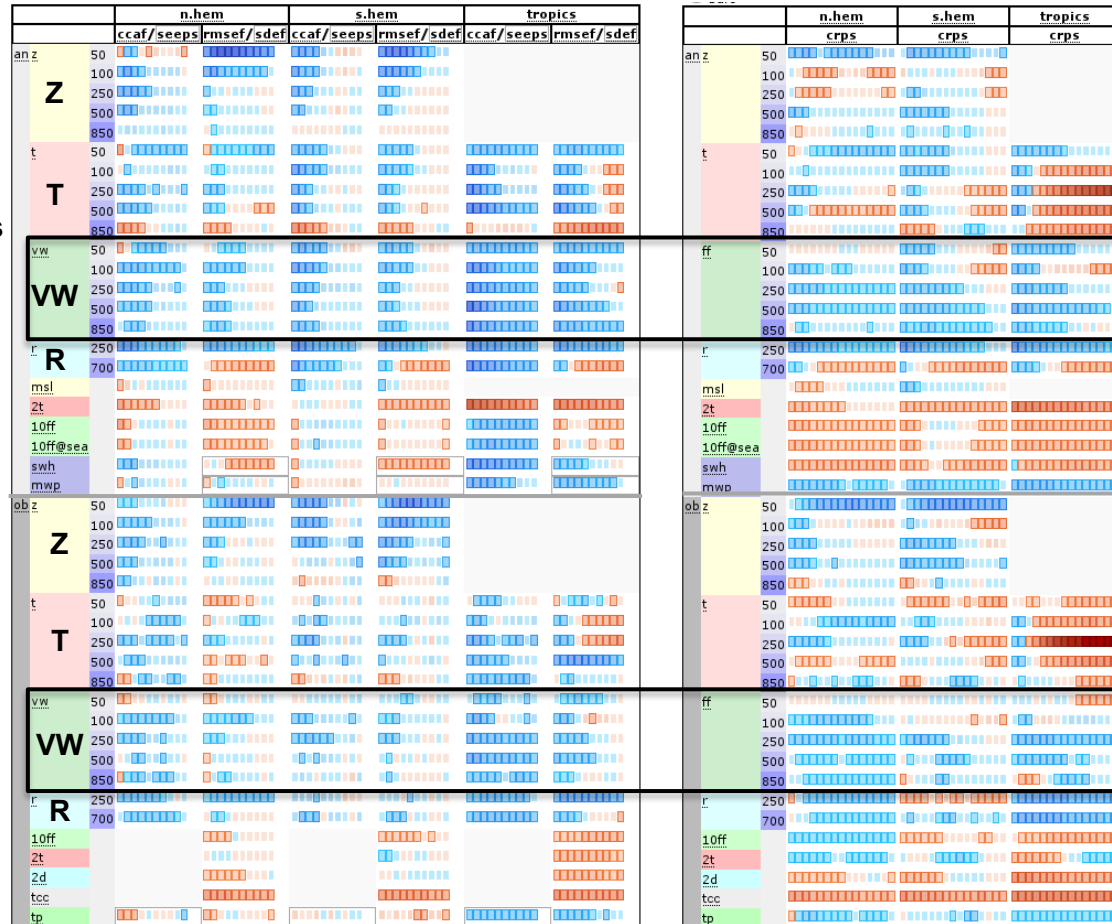 n.hem s.hem tropics
ccaf/seeps rmsef/sdef ccaf/seeps rmsef/sdef ccaf/seeps rmsef/sdef
an z 50
100
Z
250
500
850
t 50
100
T
250
500
850
vw 50
100
VW
250
500
850
r 250
R
700
msl
2t
10ff
10ff@sea
swh
mwp
ob z 50
100
Z
250
500
850
t 50
100
T
250
500
850
vw 50
100
VW
250
500
850
r 250
R
700
10ff
2t
2d
tcc
tp
n.hem s.hem tropics
crps crps crps
an z 50
100
250
500
850
t 50
100
250
500
850
ff 50
100
250
500
850
r 250
700
msl
2t
10ff
10ff@sea
swh
mwp
ob z 50
100
250
500
850
t 50
100
250
500
850
ff 50
100
250
500
850
r 250
700
10ff
2t
2d
tcc
tp